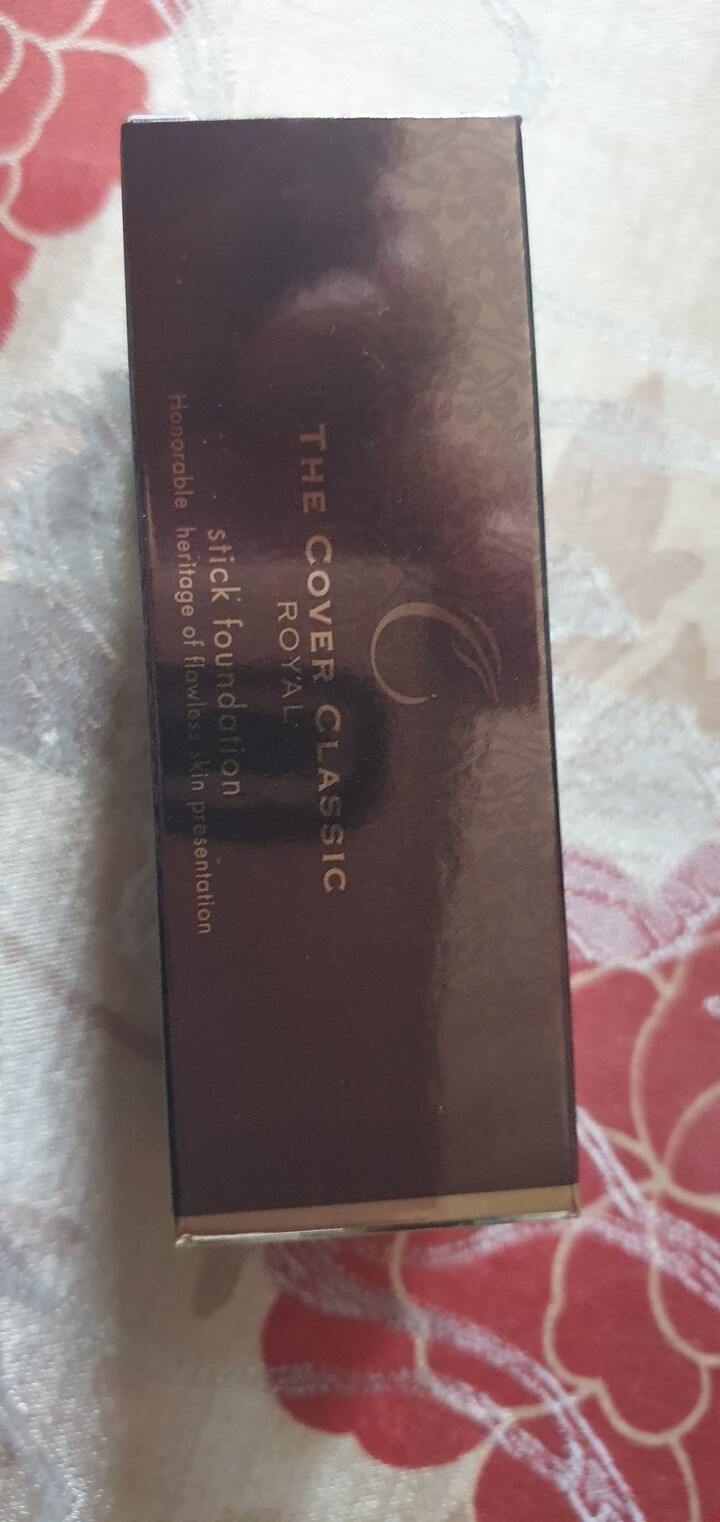 THE COVER CLASSIC
ROYAL
stick foundation
Honorable heritage of flawless skin presentation